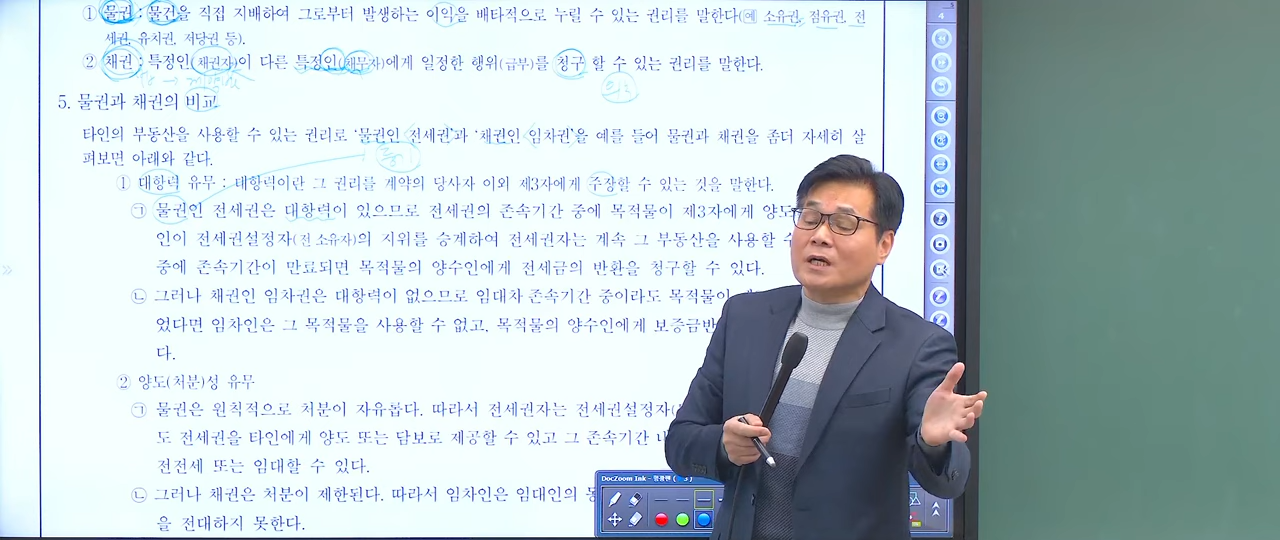 ① 물권 : 물건을 직접 지배하여 그로부터 발생하는 이익을 배타적으로 누릴 수 있는 권리를 말한다(예 소유권, 점유권, 전
세권, 유치권, 저당권 등).
② 채권 : 특정인(채권자)이 다른 특정인(채무자)에게 일정한 행위(급부)를 청구 할 수 있는 권리를 말한다.
5. 물권과 채권의 비교
타인의 부동산을 사용할 수 있는 권리로 '물권인 전세권'과 '채권인 임차권'을 예를 들어 물권과 채권을 좀더 자세히 살
펴보면 아래와 같다.
① 대항력 유무 : 대항력이란 그 권리를 계약의 당사자 이외 제3자에게 주장할 수 있는 것을 말한다.
㉠ 물권인 전세권은 대항력이 있으므로 전세권의 존속기간 중에 목적물이 제3자에게 양도
인이 전세권설정자(전 소유자)의 지위를 승계하여 전세권자는 계속 그 부동산을 사용할 수
중에 존속기간이 만료되면 목적물의 양수인에게 전세금의 반환을 청구할 수 있다.
㉡ 그러나 채권인 임차권은 대항력이 없으므로 임대차 존속기간 중이라도 목적물이
었다면 임차인은 그 목적물을 사용할 수 없고, 목적물의 양수인에게 보증금반
다.
② 양도(처분)성 유무
㉠ 물권은 원칙적으로 처분이 자유롭다. 따라서 전세권자는 전세권설정자(
도 전세권을 타인에게 양도 또는 담보로 제공할 수 있고 그 존속기간 내
전전세 또는 임대할 수 있다.
㉡ 그러나 채권은 처분이 제한된다. 따라서 임차인은 임대인의 동
을 전대하지 못한다.
DocZoom Ink - 형광펜 ( 3 )
4